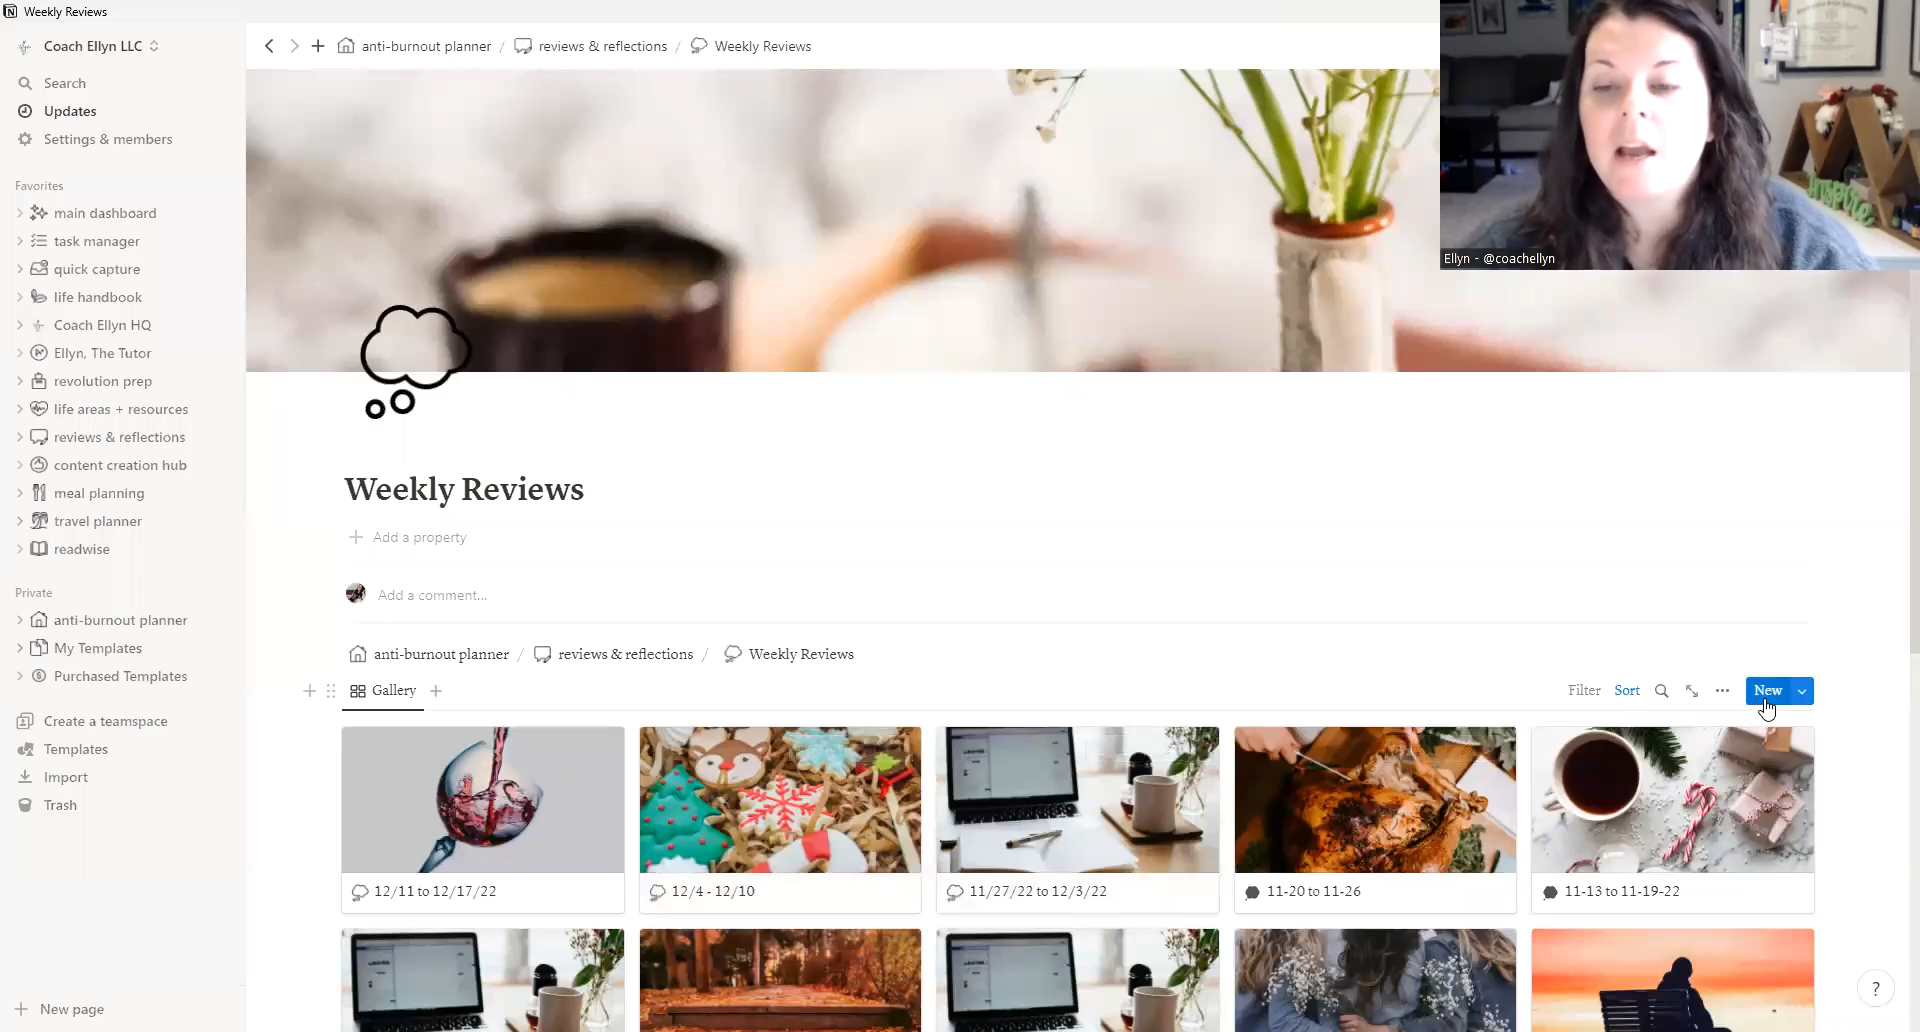 Weekly Reviews
Coach Ellyn LLC
Search
Updates
Settings & members
Favorites
main dashboard
task manager
quick capture
life handbook
Coach Ellyn HQ
Ellyn, The Tutor
revolution prep
life areas + resources
reviews & reflections
content creation hub
meal planning
travel planner
readwise
Private
anti-burnout planner
My Templates
Purchased Templates
Create a teamspace
Templates
Import
Trash
New page
anti-burnout planner / reviews & reflections / Weekly Reviews
Ellyn - @coachellyn
Weekly Reviews
Add a property
Add a comment...
anti-burnout planner / reviews & reflections / Weekly Reviews
Gallery
Filter Sort New
12/11 to 12/17/22
12/4 - 12/10
11/27/22 to 12/3/22
11-20 to 11-26
11-13 to 11-19-22
?